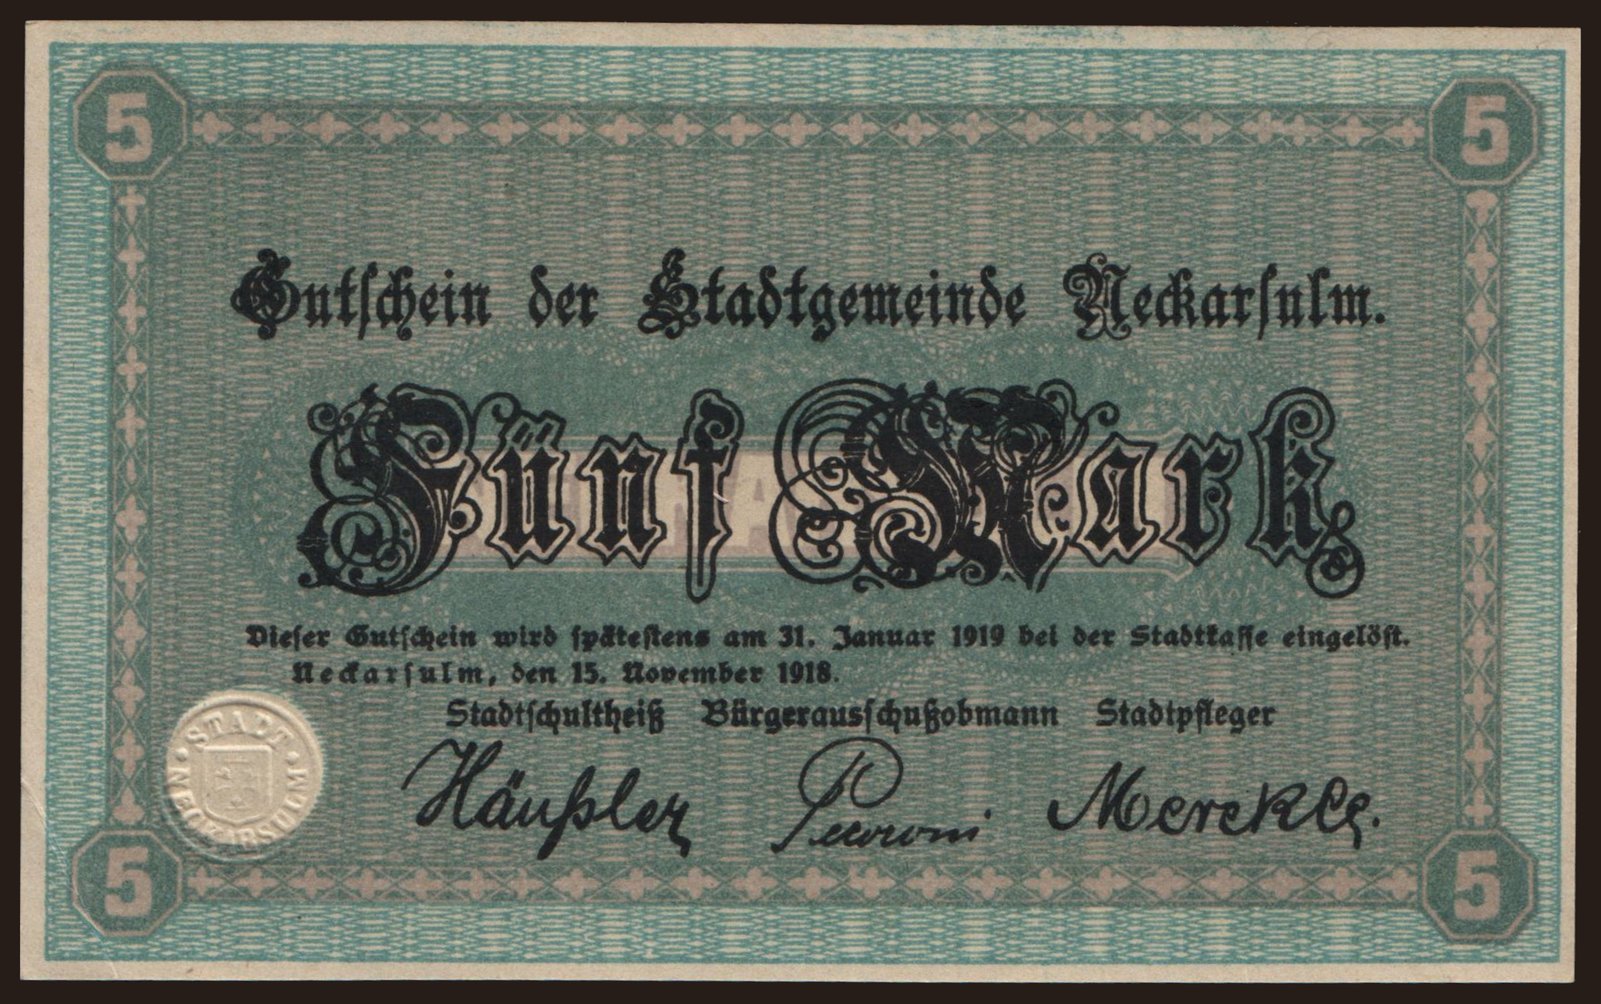 5 5
Gutschein der Stadtgemeinde Neckarsulm.
Fünf Mark
Dieser Gutschein wird spätestens am 31. Januar 1919 bei der Stadtkasse eingelöst.
Neckarsulm, den 15. November 1918.
Stadtschultheiß Bürgerausschußobmann Stadtpfleger
Häußler Merckle.
STADT NECKARSULM
5 5